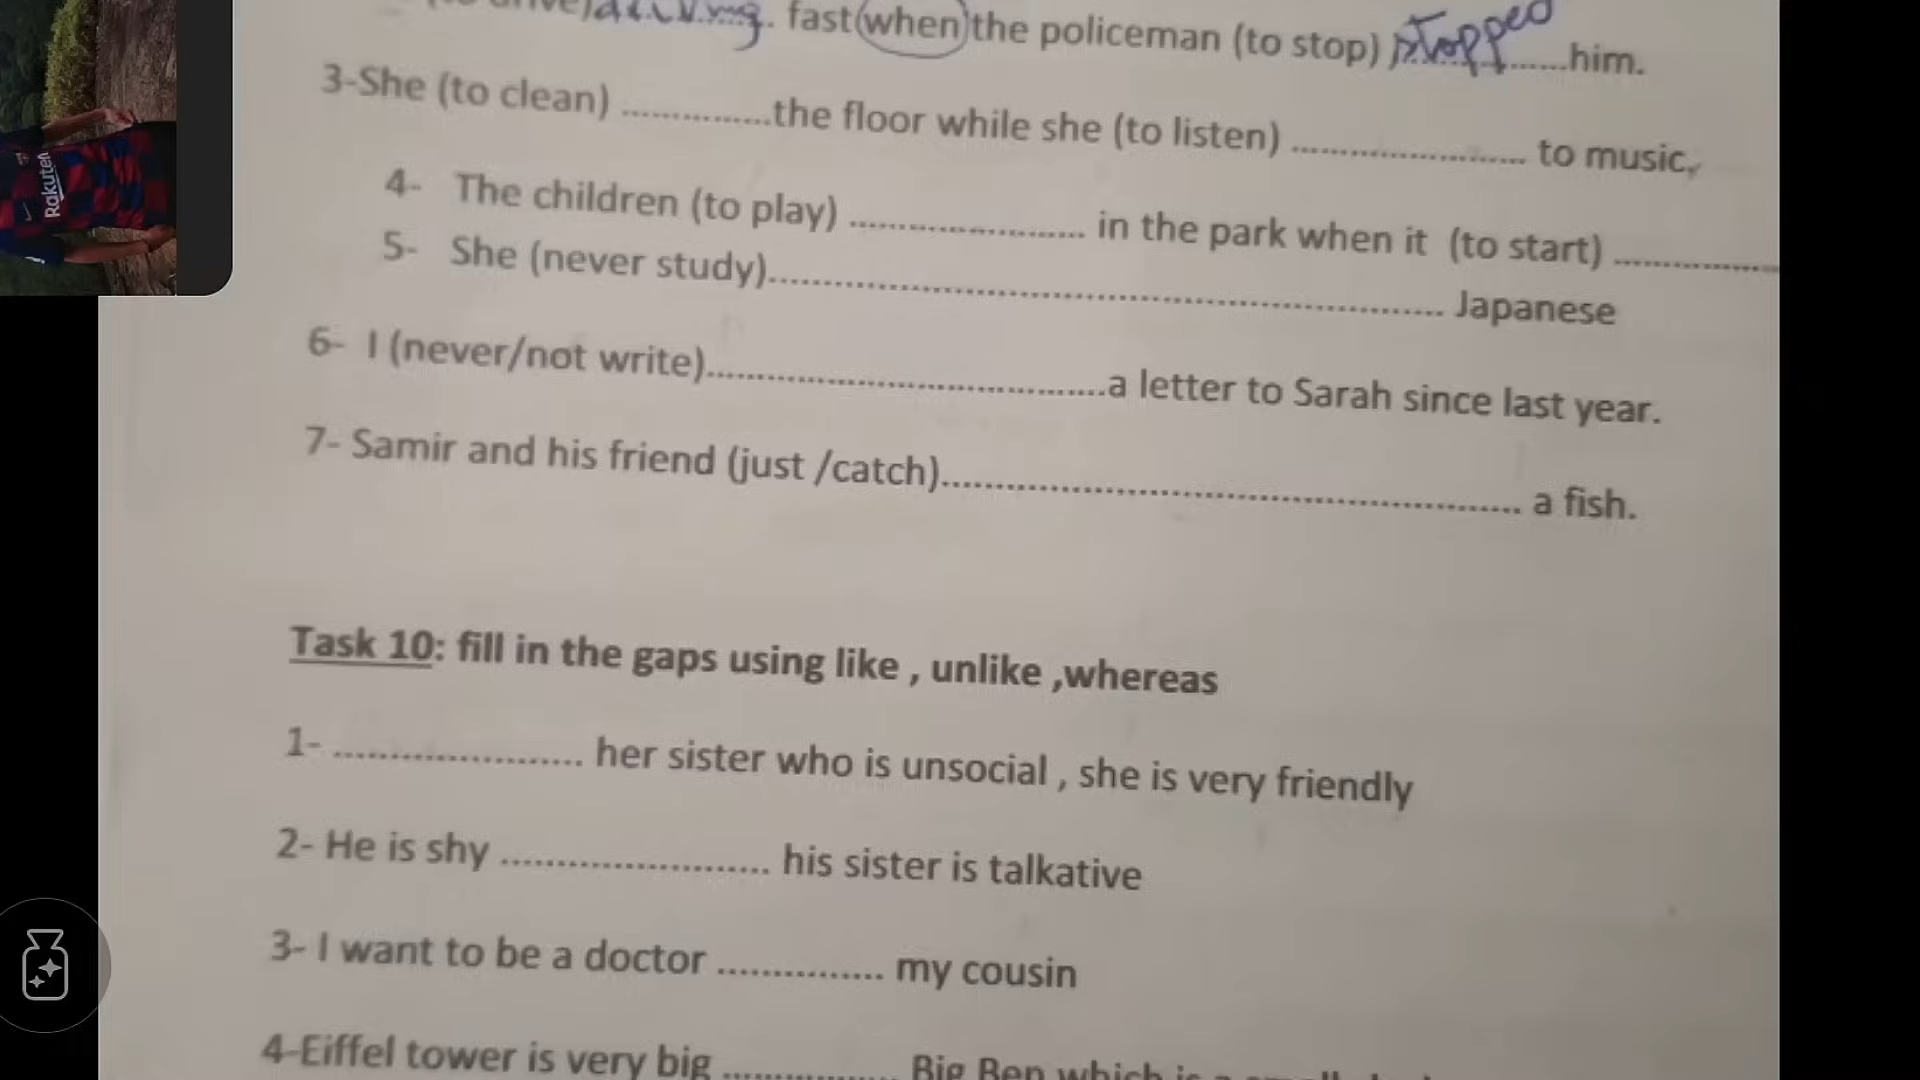 fast when the policeman (to stop) stopped......him.
3-She (to clean) ...............the floor while she (to listen) ........................ to music.
4- The children (to play) ........................ in the park when it (to start) .................
5- She (never study)..................................................................... Japanese
6- I (never/not write).........................................a letter to Sarah since last year.
7- Samir and his friend (just /catch)............................................................ a fish.
Task 10: fill in the gaps using like , unlike ,whereas
1- ......................... her sister who is unsocial , she is very friendly
2- He is shy ........................... his sister is talkative
3- I want to be a doctor ................. my cousin
4-Eiffel tower is very big .................. Big Ben which is a
Rakuten